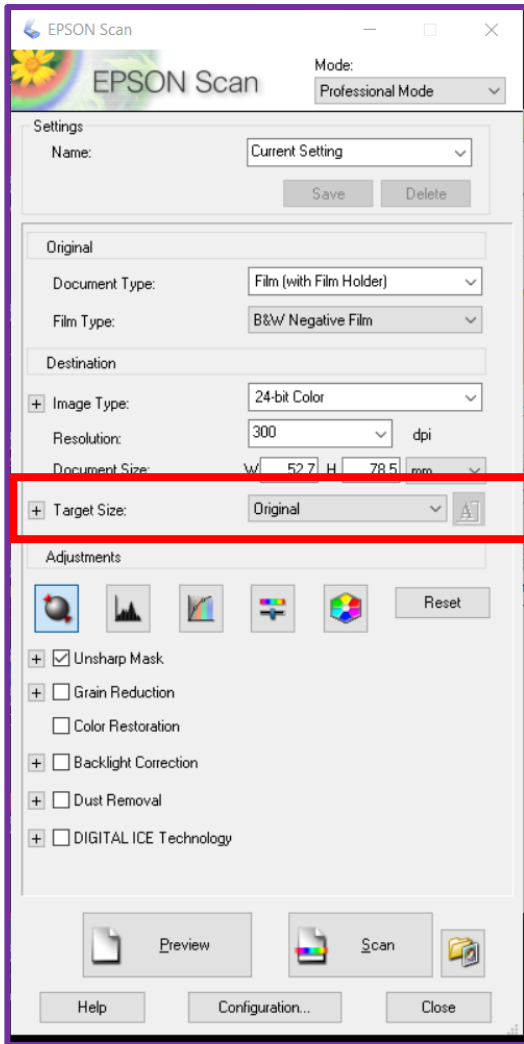 EPSON Scan
EPSON Scan
Mode:
Professional Mode
Settings
Name: Current Setting
Save Delete
Original
Document Type: Film (with Film Holder)
Film Type: B&W Negative Film
Destination
+ Image Type: 24-bit Color
Resolution: 300 dpi
Document Size: W 52.7 H 78.5 mm
+ Target Size: Original A
Adjustments
Reset
+ Unsharp Mask
+ Grain Reduction
Color Restoration
+ Backlight Correction
+ Dust Removal
+ DIGITAL ICE Technology
Preview Scan
Help Configuration... Close